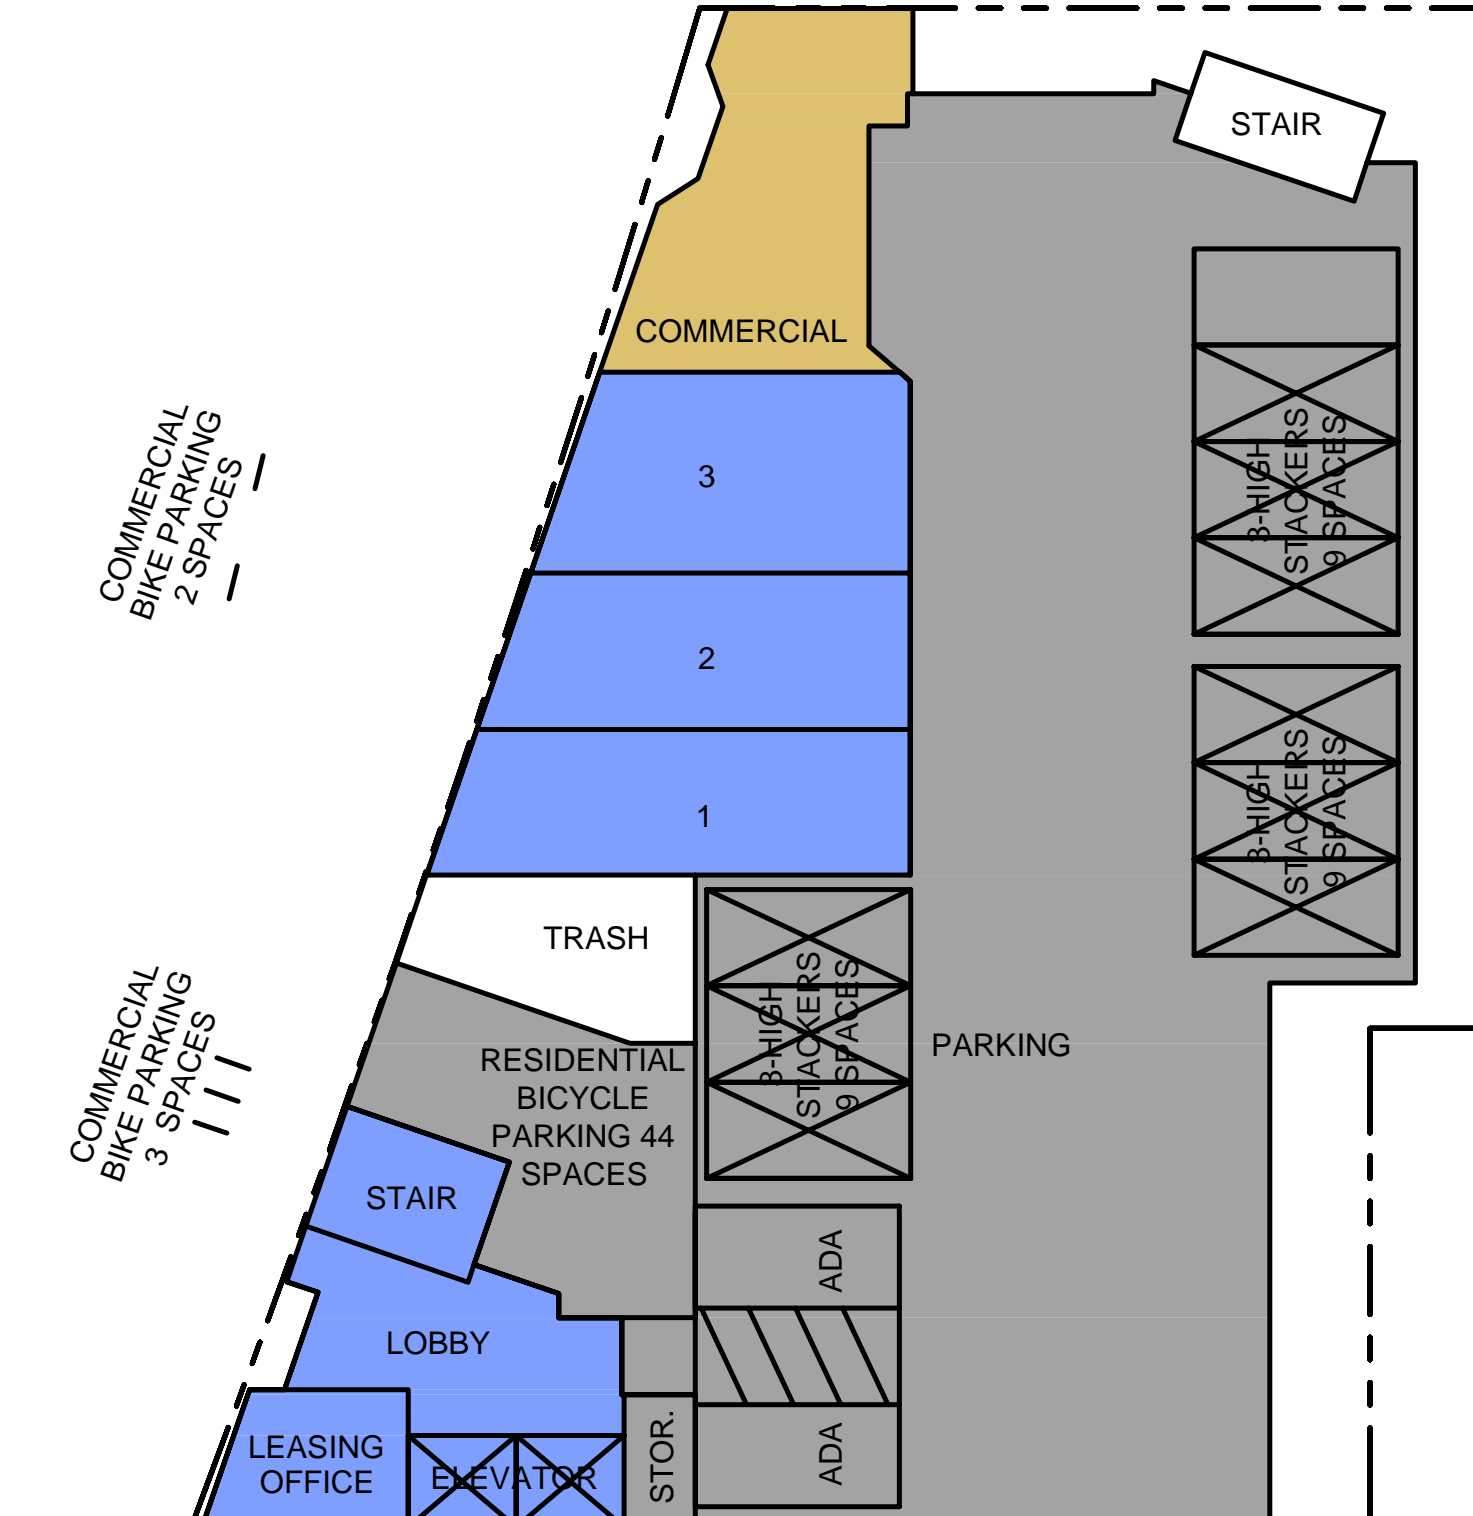 STAIR
COMMERCIAL
COMMERCIAL
BIKE PARKING
2 SPACES
3
3-HIGH
STACKERS
9 SPACES
2
1
3-HIGH
STACKERS
9 SPACES
TRASH
3-HIGH
STACKERS
9 SPACES
PARKING
COMMERCIAL
BIKE PARKING
3 SPACES
RESIDENTIAL
BICYCLE
PARKING 44
SPACES
STAIR
ADA
LOBBY
LEASING
OFFICE
ELEVATOR
STOR.
ADA